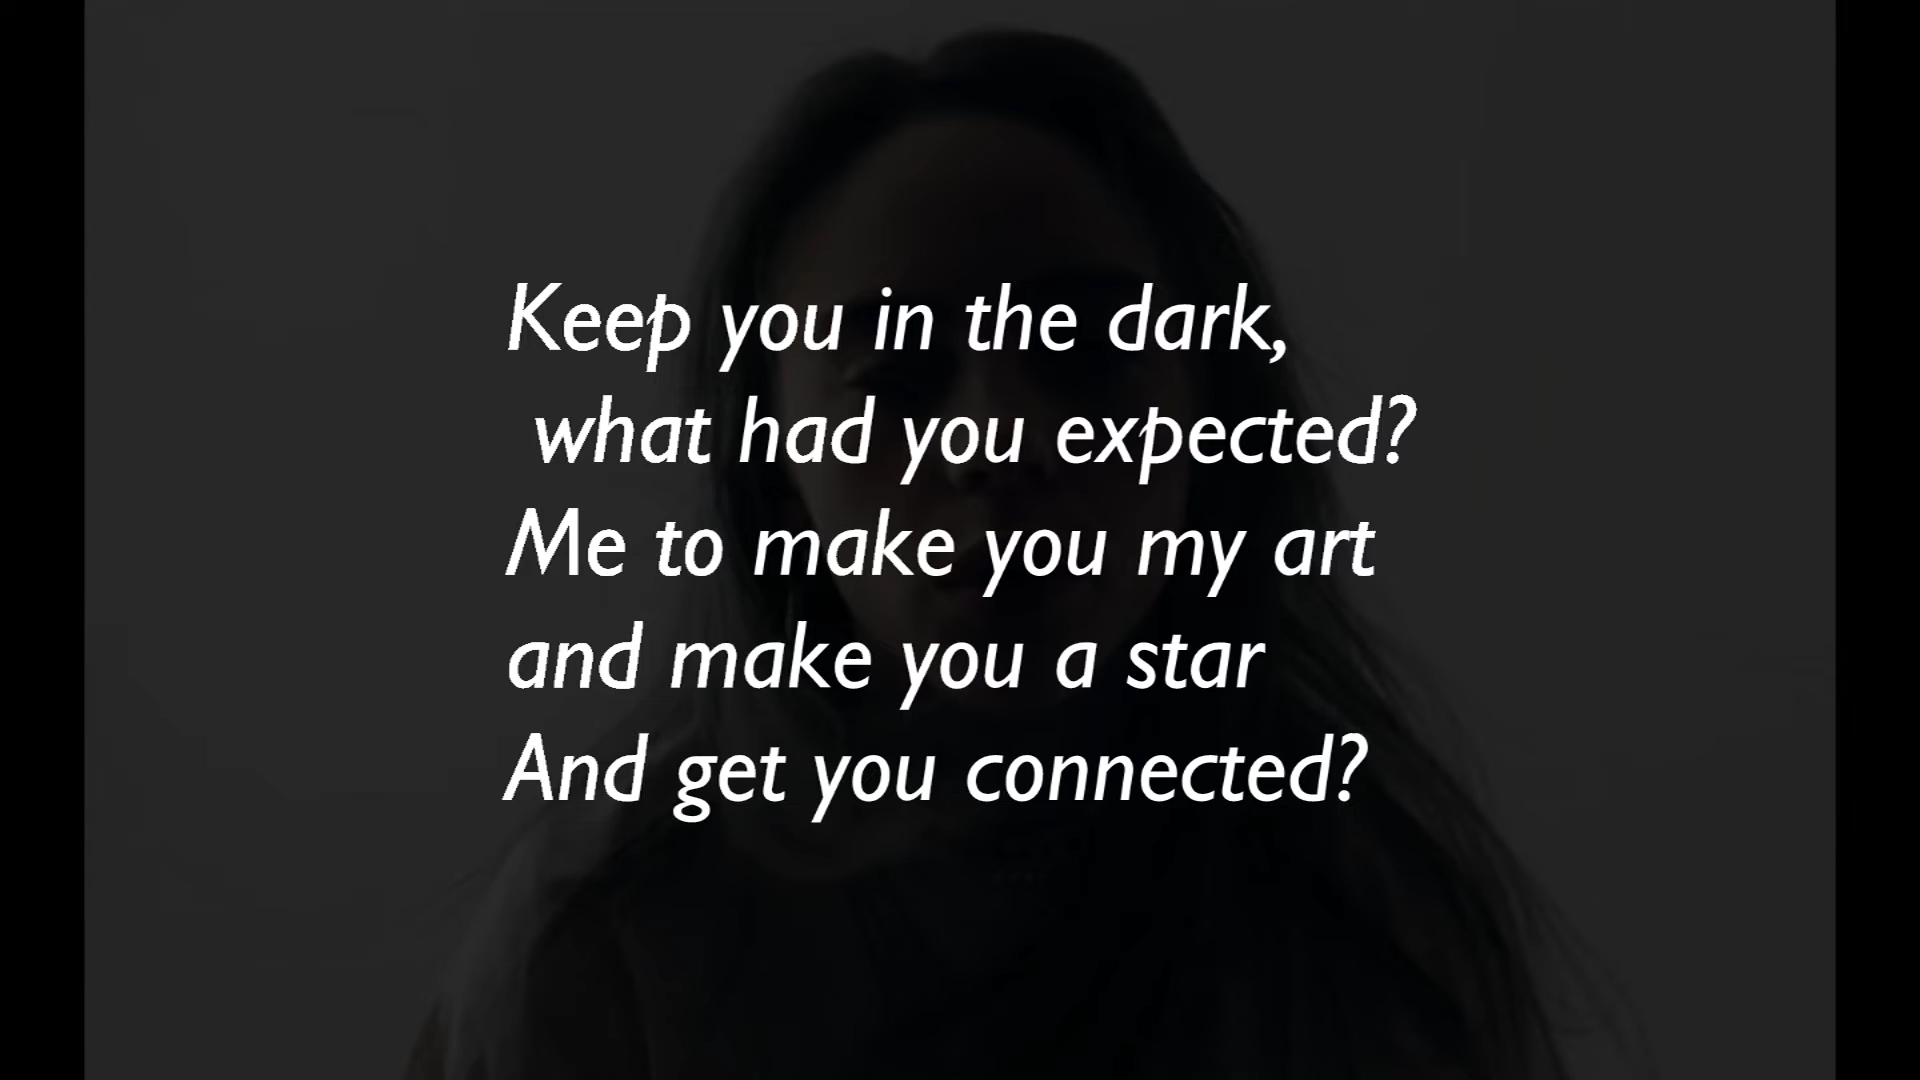 Keep you in the dark,
what had you expected?
Me to make you my art
and make you a star
And get you connected?